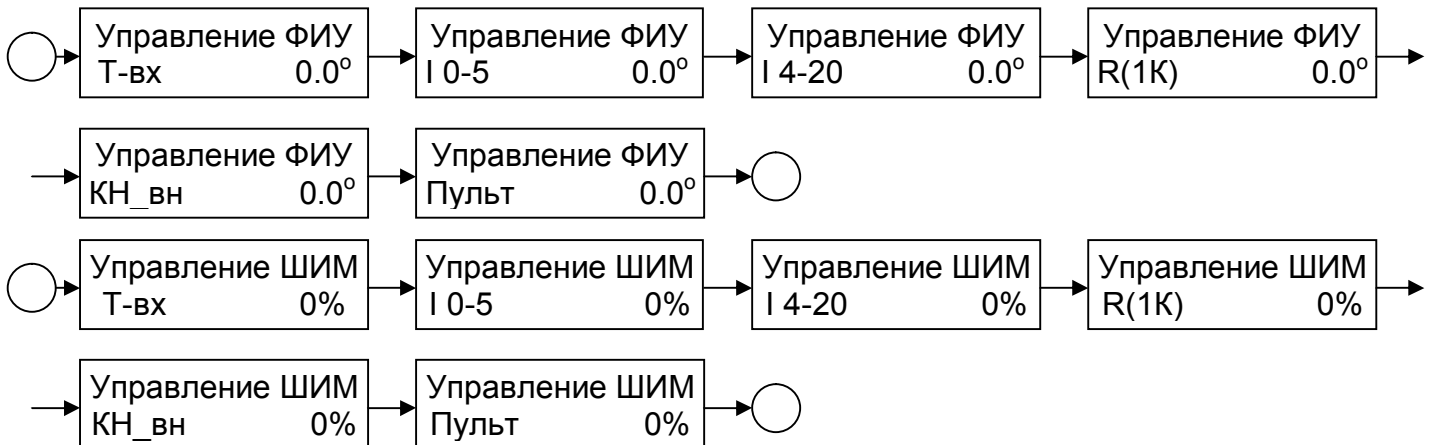 Управление ФИУ
Т-вх 0.0°
Управление ФИУ
I 0-5 0.0°
Управление ФИУ
I 4-20 0.0°
Управление ФИУ
R(1К) 0.0°
Управление ФИУ
КН_вн 0.0°
Управление ФИУ
Пульт 0.0°
Управление ШИМ
Т-вх 0%
Управление ШИМ
I 0-5 0%
Управление ШИМ
I 4-20 0%
Управление ШИМ
R(1К) 0%
Управление ШИМ
КН_вн 0%
Управление ШИМ
Пульт 0%